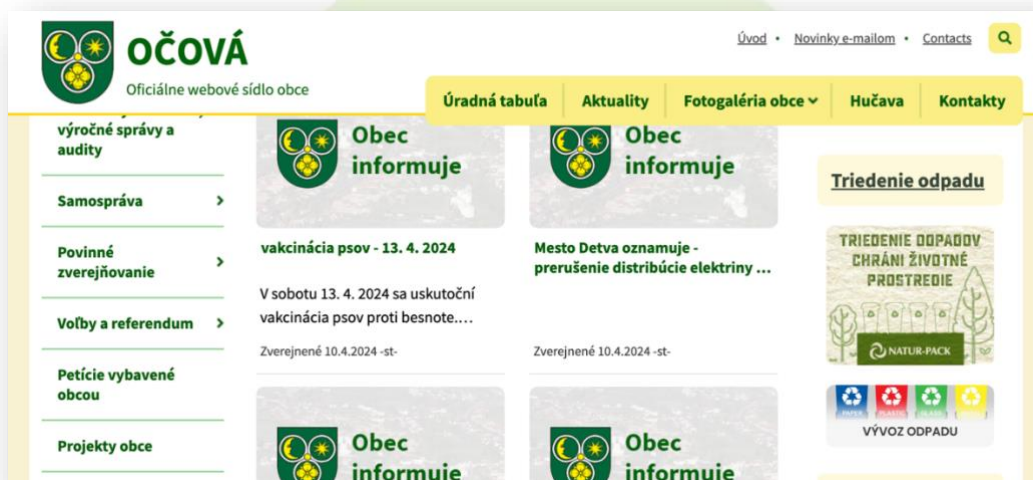 OČOVÁ
Oficiálne webové sídlo obce
Úvod • Novinky e-mailom • Contacts
Úradná tabuľa
Aktuality
Fotogaléria obce
Hučava
Kontakty
výročné správy a
audity
Samospráva
Povinné
zverejňovanie
Voľby a referendum
Petície vybavené
obcou
Projekty obce
Obec
informuje
vakcinácia psov - 13. 4. 2024
V sobotu 13. 4. 2024 sa uskutoční
vakcinácia psov proti besnote....
Zverejnené 10.4.2024 -st-
Obec
informuje
Mesto Detva oznamuje -
prerušenie distribúcie elektriny ...
Zverejnené 10.4.2024 -st-
Obec
informuje
Obec
informuje
Triedenie odpadu
TRIEDENIE ODPADOV
CHRÁNI ŽIVOTNÉ
PROSTREDIE
NATUR-PACK
PAPER PLASTIC GLASS
VÝVOZ ODPADU